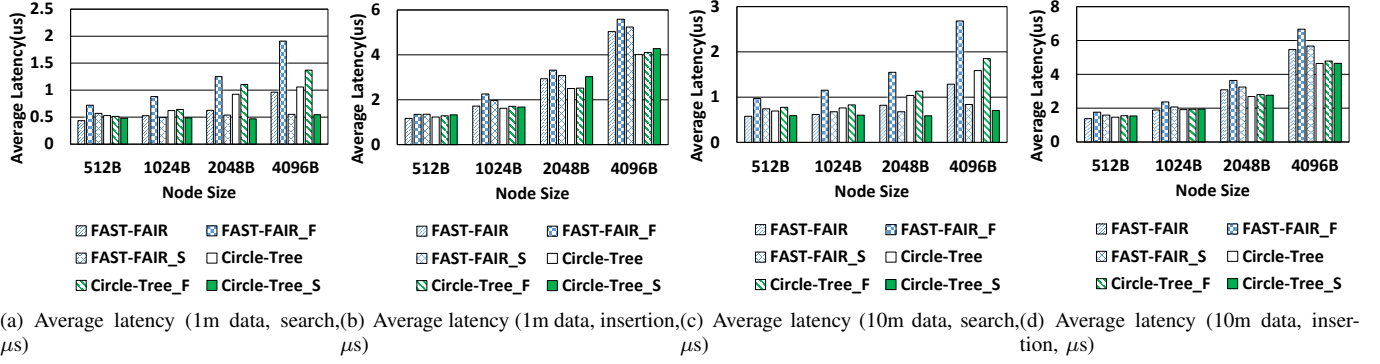 2.5
2
1.5
1
0.5
0
Average Latency(us)
512B 1024B 2048B 4096B
Node Size
FAST-FAIR FAST-FAIR_F
FAST-FAIR_S Circle-Tree
Circle-Tree_F Circle-Tree_S
(a) Average latency (1m data, search,
μs)
6
4
2
0
Average Latency(us)
512B 1024B 2048B 4096B
Node Size
FAST-FAIR FAST-FAIR_F
FAST-FAIR_S Circle-Tree
Circle-Tree_F Circle-Tree_S
(b) Average latency (1m data, insertion,
μs)
3
2
1
0
Average Latency(us)
512B 1024B 2048B 4096B
Node Size
FAST-FAIR FAST-FAIR_F
FAST-FAIR_S Circle-Tree
Circle-Tree_F Circle-Tree_S
(c) Average latency (10m data, search,
μs)
8
6
4
2
0
Average Latency(us)
512B 1024B 2048B 4096B
Node Size
FAST-FAIR FAST-FAIR_F
FAST-FAIR_S Circle-Tree
Circle-Tree_F Circle-Tree_S
(d) Average latency (10m data, inser-
tion, μs)